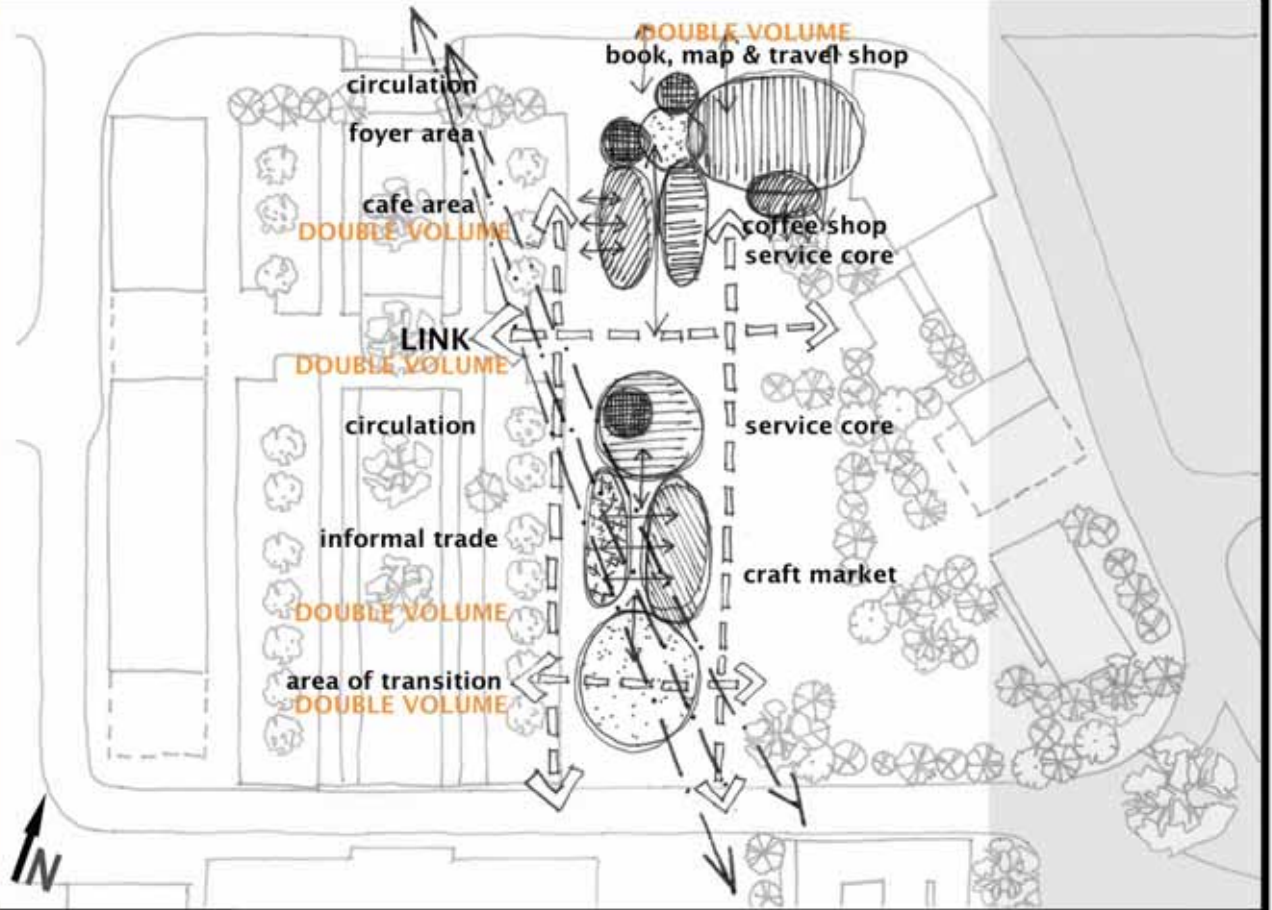 DOUBLE VOLUME
book, map & travel shop
circulation
foyer area
cafe area
DOUBLE VOLUME
coffee shop
service core
LINK
DOUBLE VOLUME
circulation
service core
informal trade
craft market
DOUBLE VOLUME
area of transition
DOUBLE VOLUME
N